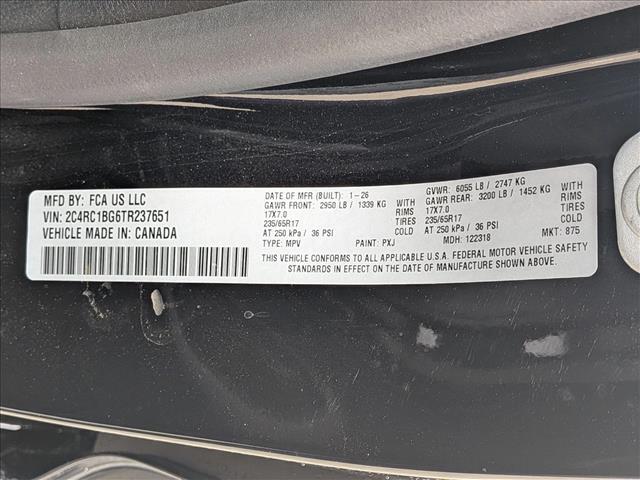 MFD BY: FCA US LLC
VIN: 2C4RC1BG6TR237651
VEHICLE MADE IN: CANADA
DATE OF MFR (BUILT): 1-26 GVWR: 6055 LB / 2747 KG
GAWR FRONT: 2950 LB / 1339 KG GAWR REAR: 3200 LB / 1452 KG
17X7.0 RIMS 17X7.0 RIMS
235/65R17 TIRES 235/65R17 TIRES
AT 250 kPa / 36 PSI COLD AT 250 kPa / 36 PSI COLD
TYPE: MPV PAINT: PXJ MDH: 122318 MKT: 875
THIS VEHICLE CONFORMS TO ALL APPLICABLE U.S.A. FEDERAL MOTOR VEHICLE SAFETY
STANDARDS IN EFFECT ON THE DATE OF MANUFACTURE SHOWN ABOVE.